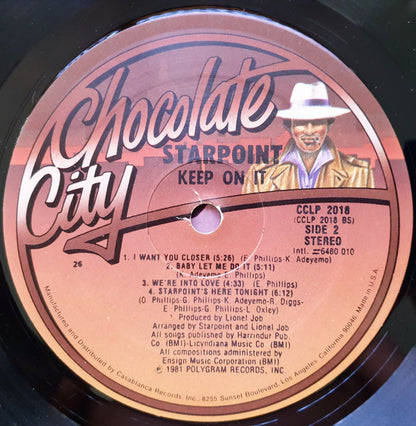 Chocolate
City
STARPOINT
KEEP ON IT
CCLP 2018
(CCLP 2018 BS)
SIDE 2
STEREO
Intl. #6480 010
26
1. I WANT YOU CLOSER (5:26) (E. Phillips-K. Adeyemo)
2. BABY LET ME DO IT (5:11)
(K. Adeyemo-E. Phillips)
3. WE'RE INTO LOVE (4:33) (E. Phillips)
4. STARPOINT'S HERE TONIGHT (6:12)
(O. Phillips-G. Phillips-K. Adeyemo-R. Diggs-
E. Phillips-G. Phillips-L. Oxley)
Produced by Lionel Job
Arranged by Starpoint and Lionel Job
All songs published by Harrindur Pub.
Co. (BMI)-Licyndiana Music Co. (BMI)
All compositions administered by
Ensign Music Corporation (BMI)
℗ 1981 POLYGRAM RECORDS, INC.
Manufactured and Distributed by Casablanca Records, Inc., 8255 Sunset Boulevard, Los Angeles, California 90046. Made in U.S.A.